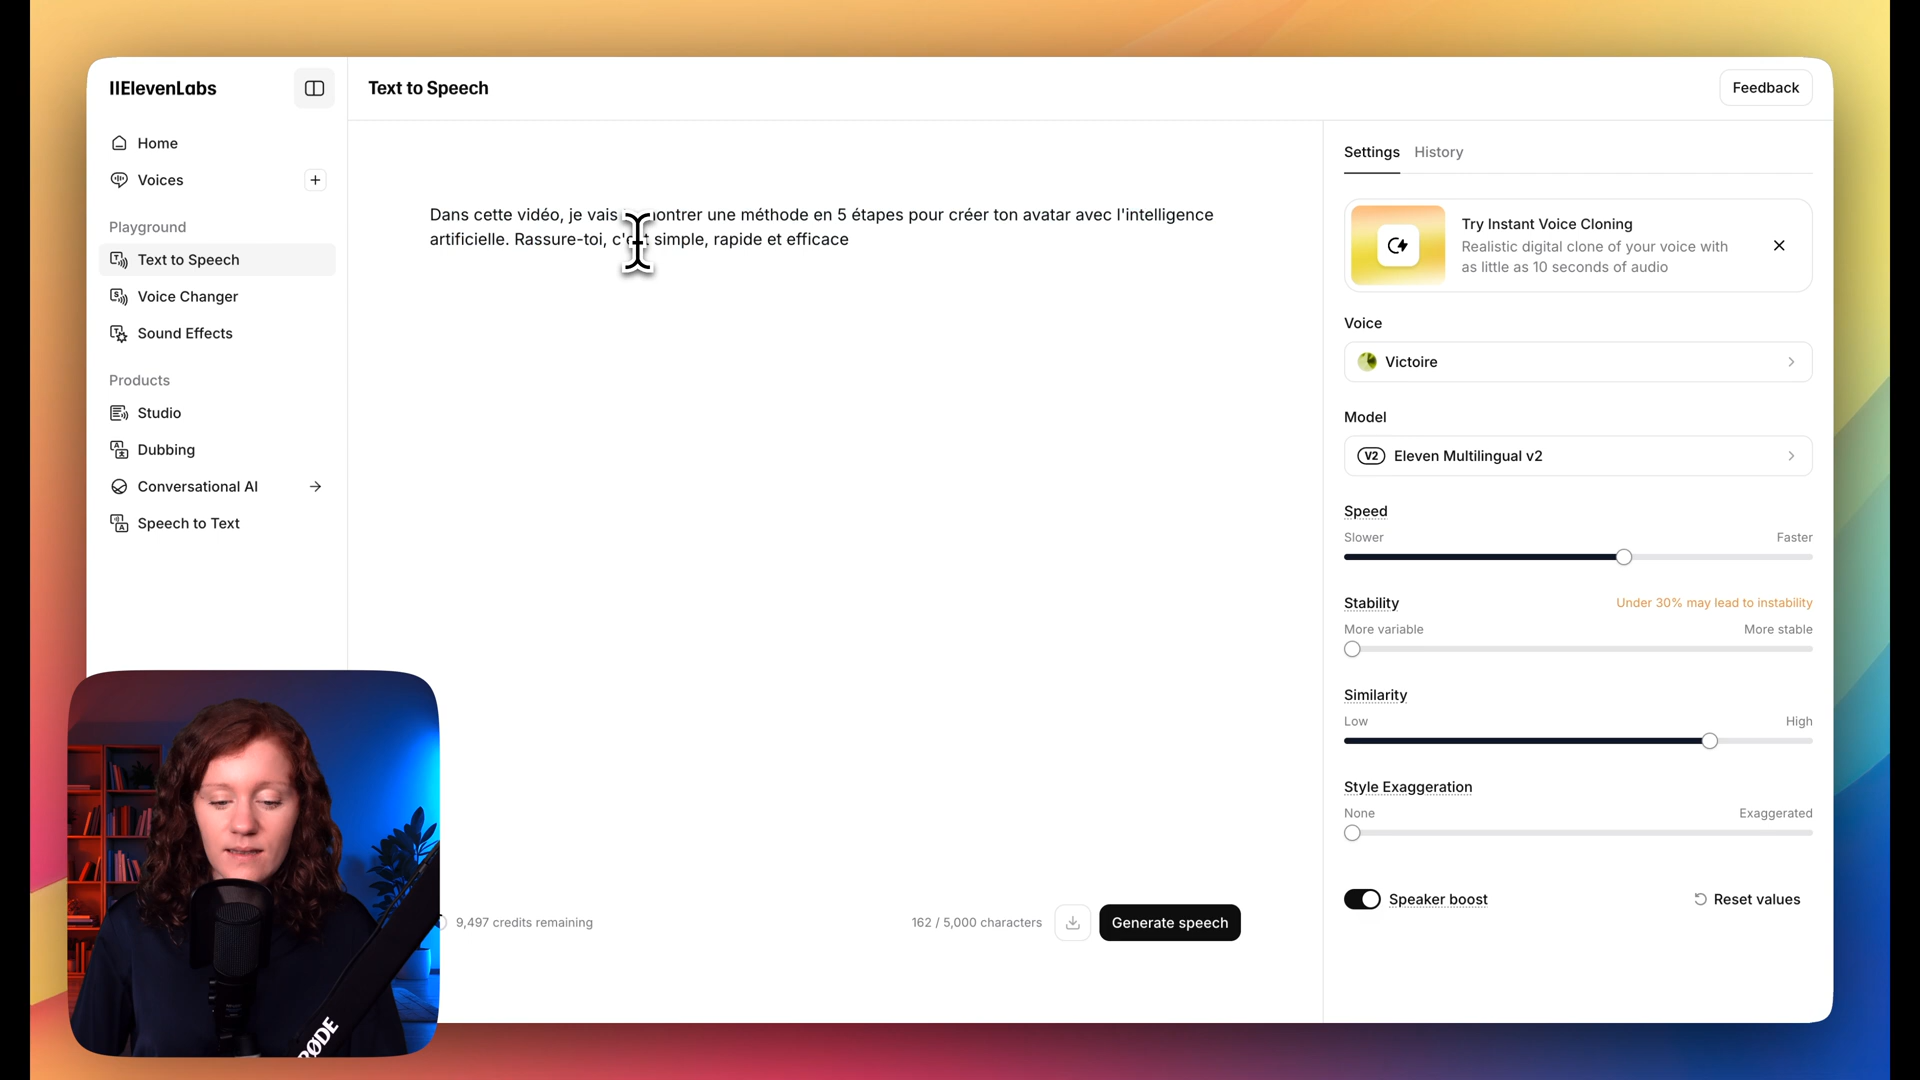 IIElevenLabs
Text to Speech
Feedback
Home
Voices
Playground
Text to Speech
Voice Changer
Sound Effects
Products
Studio
Dubbing
Conversational AI
Speech to Text
Dans cette vidéo, je vais ontrer une méthode en 5 étapes pour créer ton avatar avec l'intelligence
artificielle. Rassure-toi, c'est simple, rapide et efficace
9,497 credits remaining
162 / 5,000 characters
Generate speech
Settings History
Try Instant Voice Cloning
Realistic digital clone of your voice with
as little as 10 seconds of audio
Voice
Victoire
Model
V2 Eleven Multilingual v2
Speed
Slower Faster
Stability Under 30% may lead to instability
More variable More stable
Similarity
Low High
Style Exaggeration
None Exaggerated
Speaker boost Reset values
RØDE